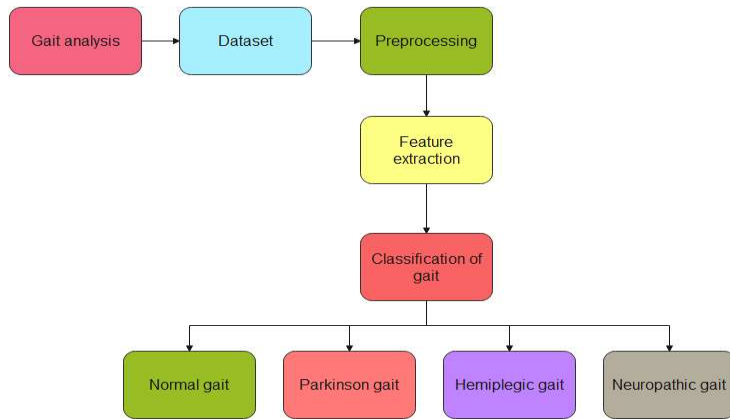 Gait analysis
Dataset
Preprocessing
Feature
extraction
Classification of
gait
Normal gait
Parkinson gait
Hemiplegic gait
Neuropathic gait